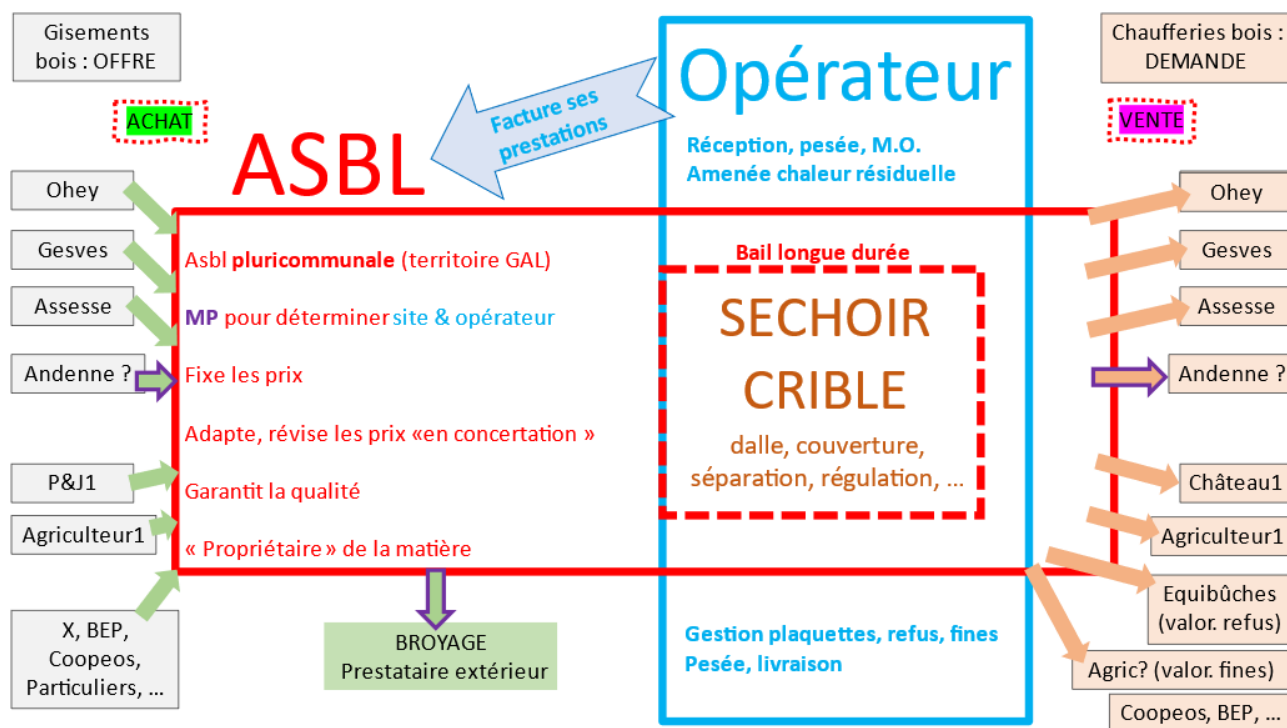 Gisements
bois : OFFRE
ACHAT
Ohey
Gesves
Assesse
Andenne ?
P&J1
Agriculteur1
X, BEP,
Coopeos,
Particuliers, ...
ASBL
Facture ses
prestations
Opérateur
Réception, pesée, M.O.
Amenée chaleur résiduelle
Asbl pluricommunale (territoire GAL)
MP pour déterminer site & opérateur
Fixe les prix
Adapte, révise les prix «en concertation »
Garantit la qualité
« Propriétaire » de la matière
Bail longue durée
SECHOIR
CRIBLE
dalle, couverture,
séparation, régulation, ...
BROYAGE
Prestataire extérieur
Gestion plaquettes, refus, fines
Pesée, livraison
Chaufferies bois :
DEMANDE
VENTE
Ohey
Gesves
Assesse
Andenne ?
Château1
Agriculteur1
Equibûches
(valor. refus)
Agric? (valor. fines)
Coopeos, BEP, ...